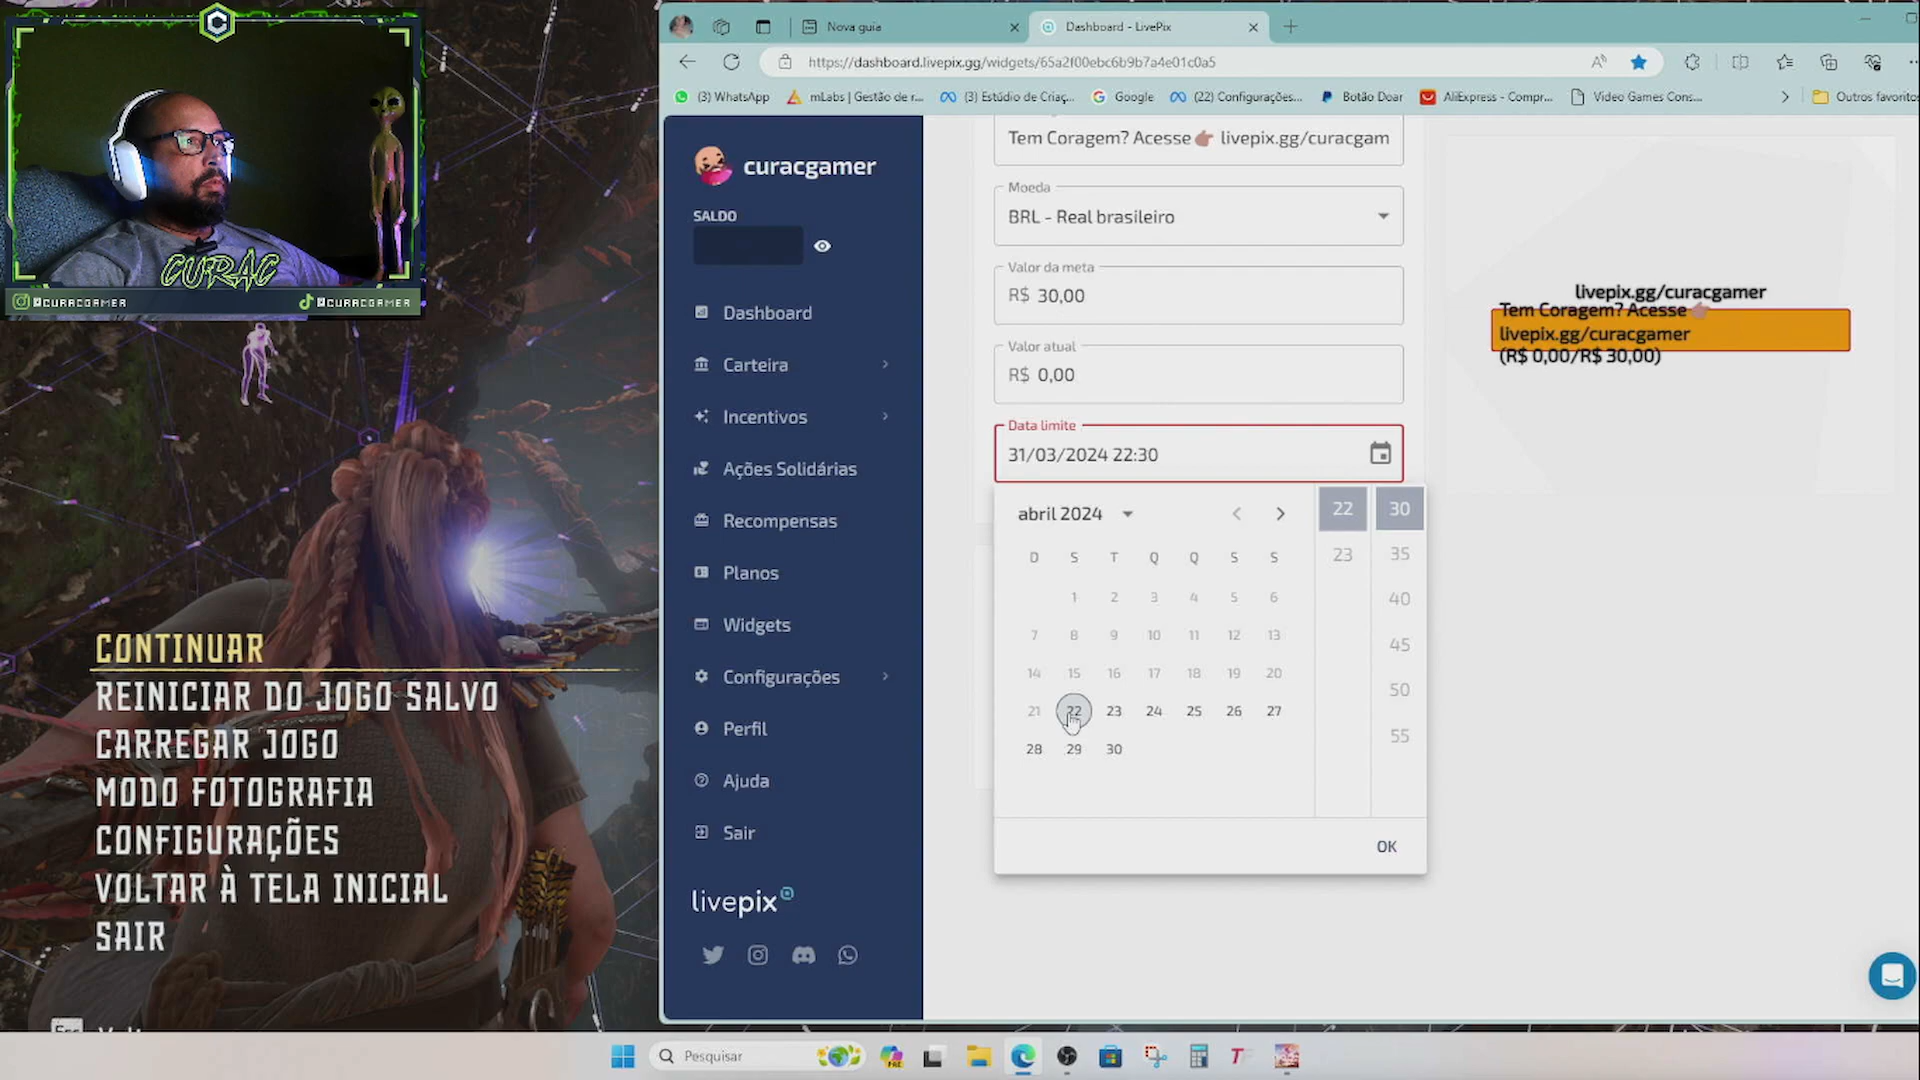 CURAC
@CURACGAMER
@CURACGAMER
CONTINUAR
REINICIAR DO JOGO SALVO
CARREGAR JOGO
MODO FOTOGRAFIA
CONFIGURAÇÕES
VOLTAR À TELA INICIAL
SAIR
Esc
Nova guia
Dashboard - LivePix
https://dashboard.livepix.gg/widgets/65a2f00ebc6b9b7a4e01c0a5
(3) WhatsApp
mLabs | Gestão de r...
(3) Estúdio de Criaç...
Google
(22) Configurações...
Botão Doar
AliExpress - Compr...
Video Games Cons...
Outros favoritos
curacgamer
SALDO
Dashboard
Carteira
Incentivos
Ações Solidárias
Recompensas
Planos
Widgets
Configurações
Perfil
Ajuda
Sair
livepix
Tem Coragem? Acesse 👉🏽 livepix.gg/curacgam
Moeda
BRL - Real brasileiro
Valor da meta
R$ 30,00
Valor atual
R$ 0,00
Data limite
31/03/2024 22:30
abril 2024
D S T Q Q S S
1 2 3 4 5 6
7 8 9 10 11 12 13
14 15 16 17 18 19 20
21 22 23 24 25 26 27
28 29 30
22
23
30
35
40
45
50
55
OK
livepix.gg/curacgamer
Tem Coragem? Acesse 👉🏽
livepix.gg/curacgamer
(R$ 0,00/R$ 30,00)
Pesquisar